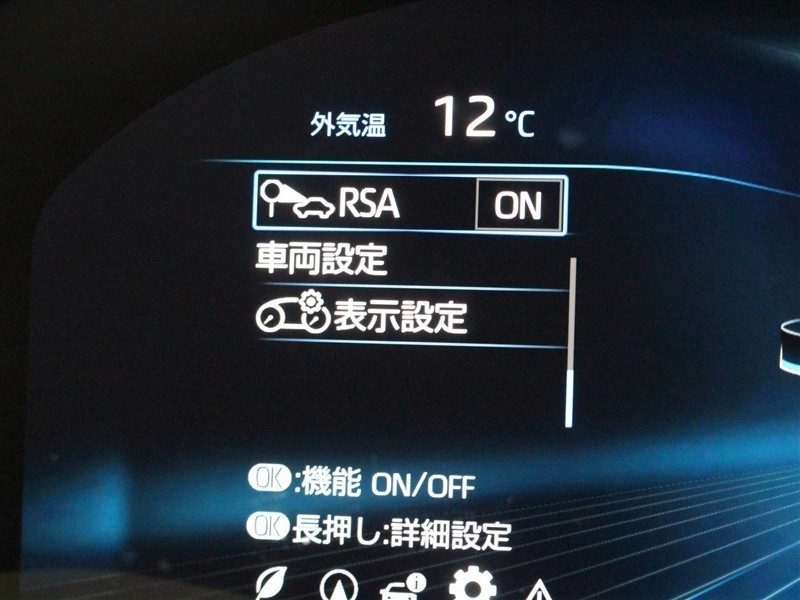 外気温 12℃
RSA ON
車両設定
表示設定
OK:機能 ON/OFF
OK長押し:詳細設定